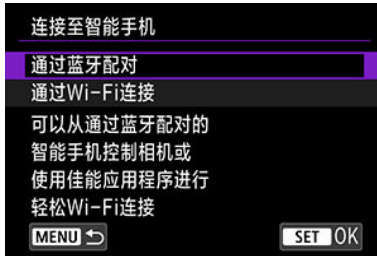 连接至智能手机
通过蓝牙配对
通过Wi-Fi连接
可以从通过蓝牙配对的
智能手机控制相机或
使用佳能应用程序进行
轻松Wi-Fi连接
MENU SET OK